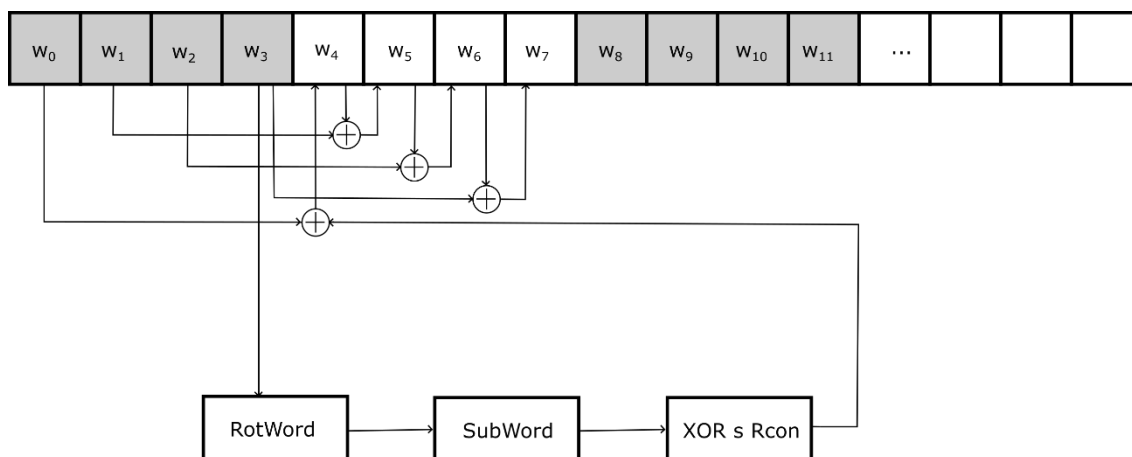 w₀ w₁ w₂ w₃ w₄ w₅ w₆ w₇ w₈ w₉ w₁₀ w₁₁ ...
RotWord SubWord XOR s Rcon